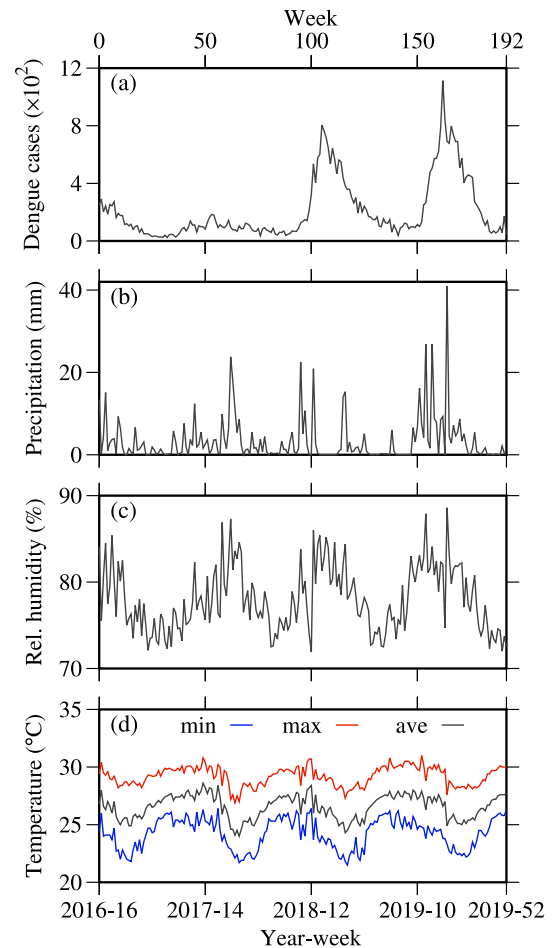 Week
0 50 100 150 192
(a)
Dengue cases (×10²)
12
8
4
0
(b)
Precipitation (mm)
40
20
0
(c)
Rel. humidity (%)
90
80
70
(d) min max ave
Temperature (°C)
35
30
25
20
2016-16 2017-14 2018-12 2019-10 2019-52
Year-week